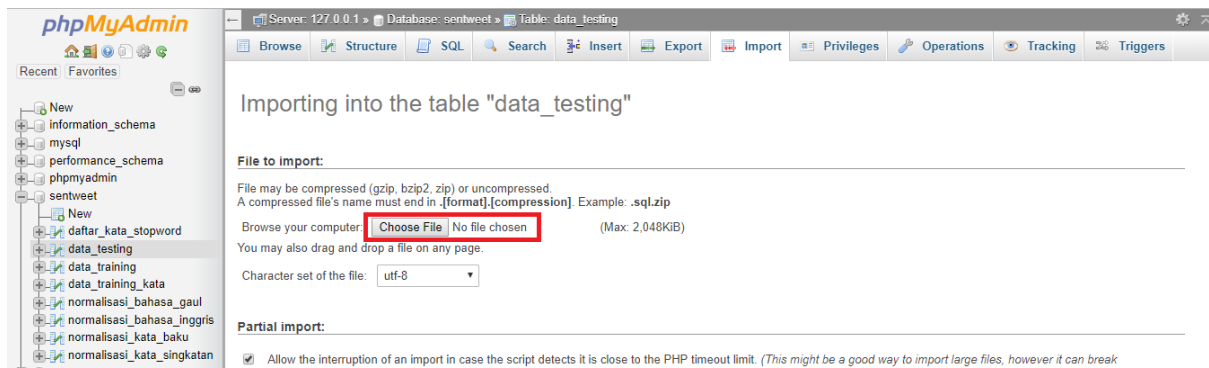 phpMyAdmin
Recent Favorites
New
information_schema
mysql
performance_schema
phpmyadmin
sentweet
New
daftar_kata_stopword
data_testing
data_training
data_training_kata
normalisasi_bahasa_gaul
normalisasi_bahasa_inggris
normalisasi_kata_baku
normalisasi_kata_singkatan
Server: 127.0.0.1 » Database: sentweet » Table: data_testing
Browse Structure SQL Search Insert Export Import Privileges Operations Tracking Triggers
Importing into the table "data_testing"
File to import:
File may be compressed (gzip, bzip2, zip) or uncompressed.
A compressed file's name must end in .[format].[compression]. Example: .sql.zip
Browse your computer: Choose File No file chosen (Max: 2,048KiB)
You may also drag and drop a file on any page.
Character set of the file: utf-8
Partial import:
Allow the interruption of an import in case the script detects it is close to the PHP timeout limit. (This might be a good way to import large files, however it can break